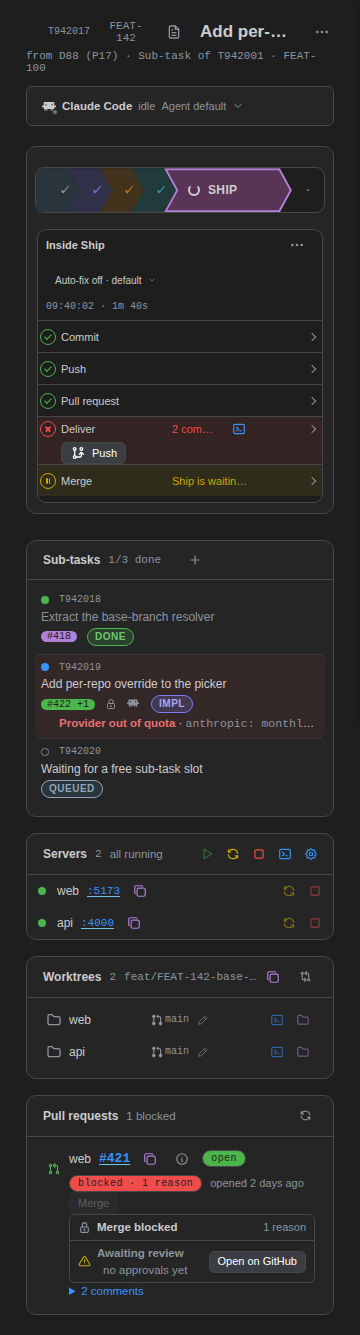 T942017 FEAT-142 Add per-…
from D88 (P17) · Sub-task of T942001 · FEAT-100
Claude Code idle Agent default
SHIP
Inside Ship
Auto-fix off · default
09:40:02 · 1m 40s
Commit
Push
Pull request
Deliver 2 com…
Push
Merge Ship is waitin…
Sub-tasks 1/3 done
T942018
Extract the base-branch resolver
#418 DONE
T942019
Add per-repo override to the picker
#422 +1 IMPL
Provider out of quota · anthropic: monthl…
T942020
Waiting for a free sub-task slot
QUEUED
Servers 2 all running
web :5173
api :4000
Worktrees 2 feat/FEAT-142-base-…
web main
api main
Pull requests 1 blocked
web #421 open
blocked · 1 reason opened 2 days ago
Merge
Merge blocked 1 reason
Awaiting review
no approvals yet
Open on GitHub
2 comments